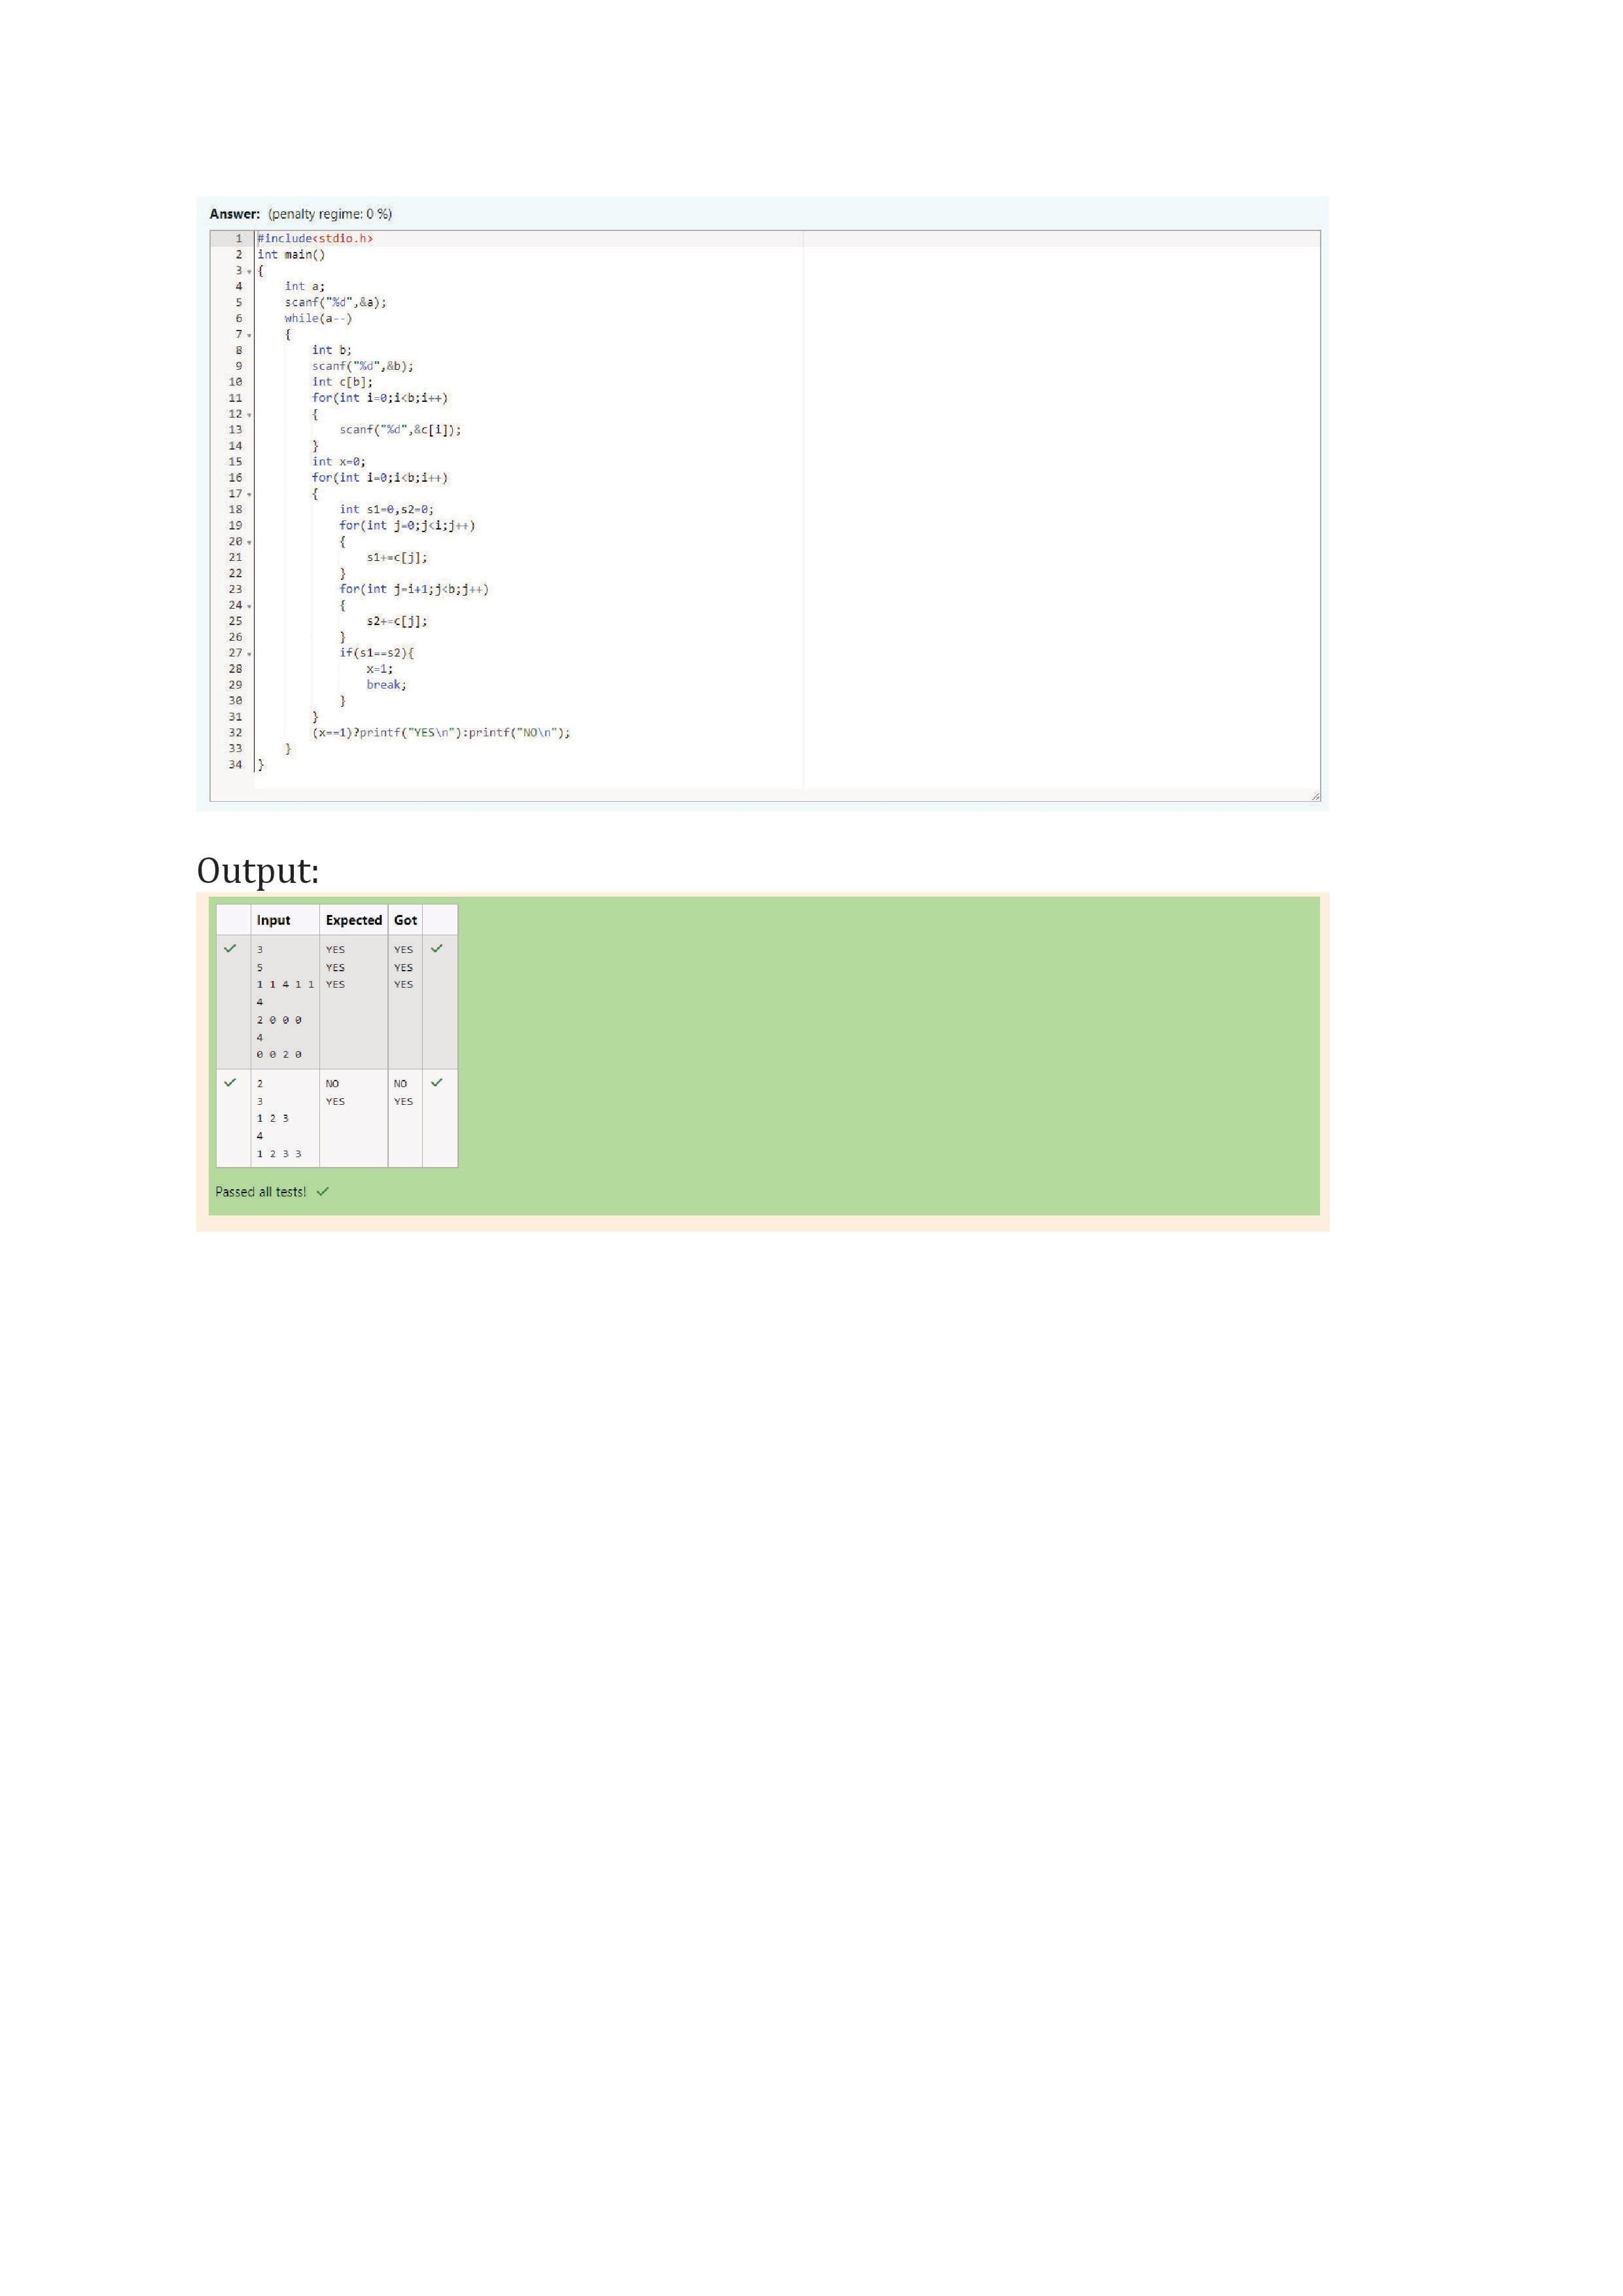 Answer: (penalty regime: 0 %)
1 #include<stdio.h>
2 int main()
3 {
4 int a;
5 scanf("%d",&a);
6 while(a--)
7 {
8 int b;
9 scanf("%d",&b);
10 int c[b];
11 for(int i=0;i<b;i++)
12 {
13 scanf("%d",&c[i]);
14 }
15 int x=0;
16 for(int i=0;i<b;i++)
17 {
18 int s1=0,s2=0;
19 for(int j=0;j<i;j++)
20 {
21 s1+=c[j];
22 }
23 for(int j=i+1;j<b;j++)
24 {
25 s2+=c[j];
26 }
27 if(s1==s2){
28 x=1;
29 break;
30 }
31 }
32 (x==1)?printf("YES\n"):printf("NO\n");
33 }
34 }
Output:
Input Expected Got
3 YES YES
5 YES YES
1 1 4 1 1 YES YES
4
2 0 0 0
4
0 0 2 0
2 NO NO
3 YES YES
1 2 3
4
1 2 3 3
Passed all tests!